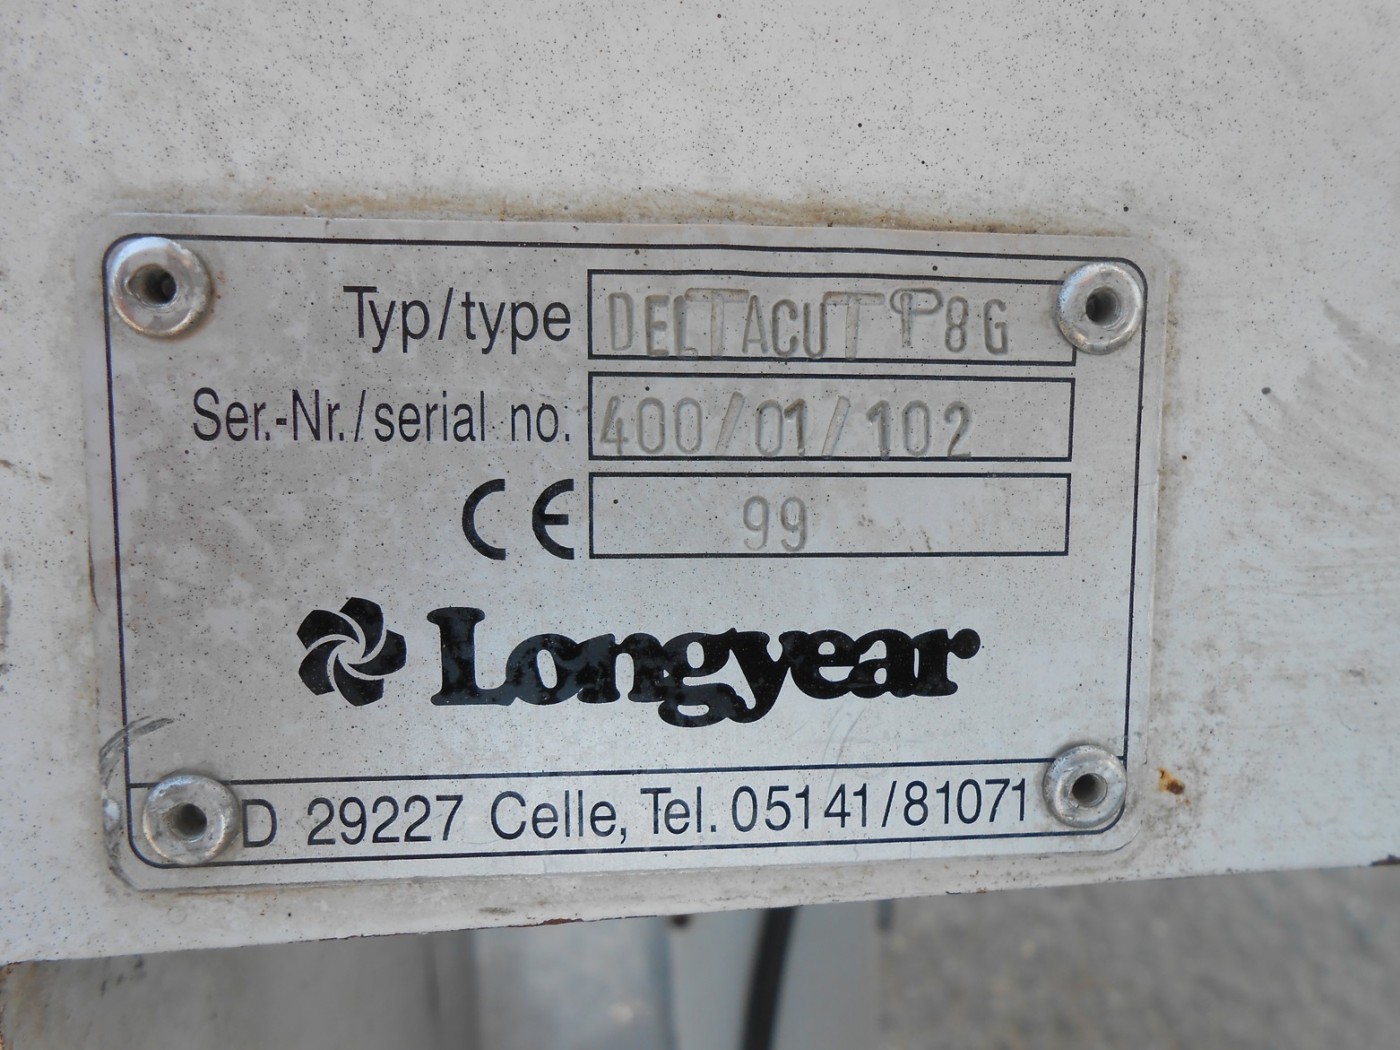 Typ/type DELTACUT P8G
Ser.-Nr./serial no. 400/01/102
CE 99
Longyear
D 29227 Celle, Tel. 05141/81071